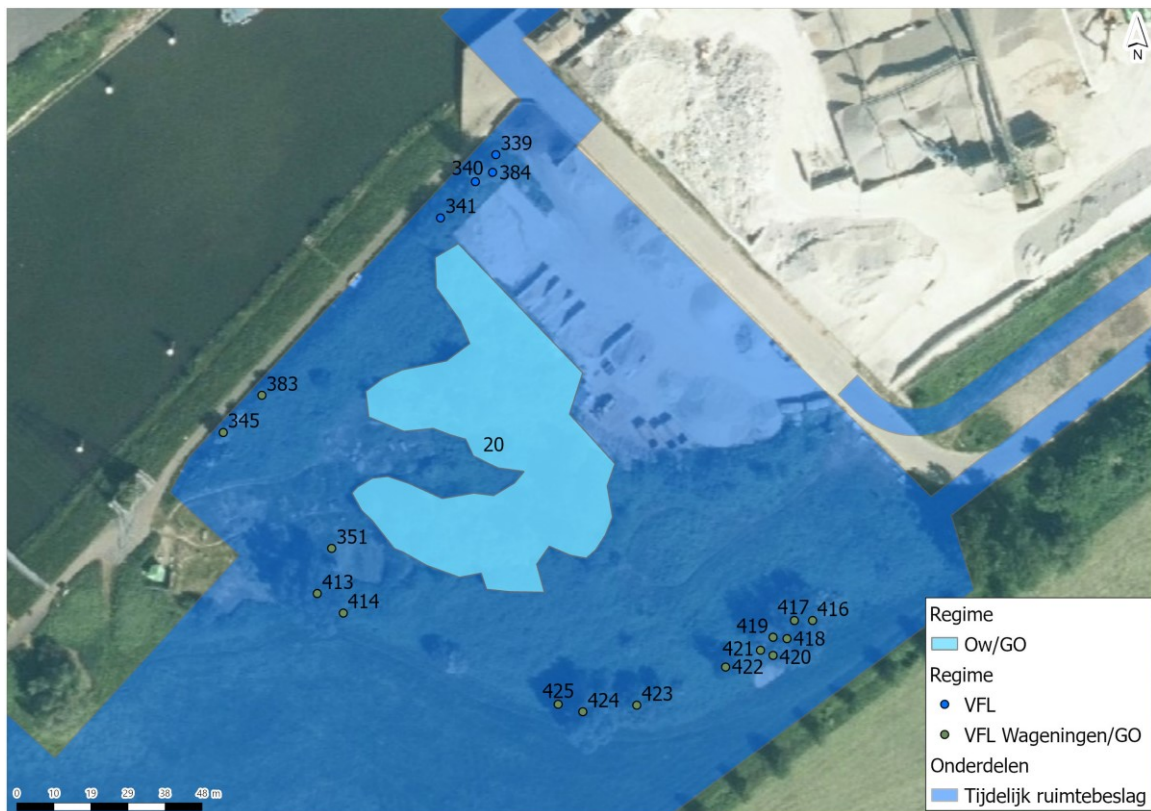 N
339
340
384
341
383
345
20
351
413
414
417
416
419
418
421
420
422
425
424
423
Regime
Ow/GO
Regime
VFL
VFL Wageningen/GO
Onderdelen
Tijdelijk ruimtebeslag
0 10 19 29 38 48 m